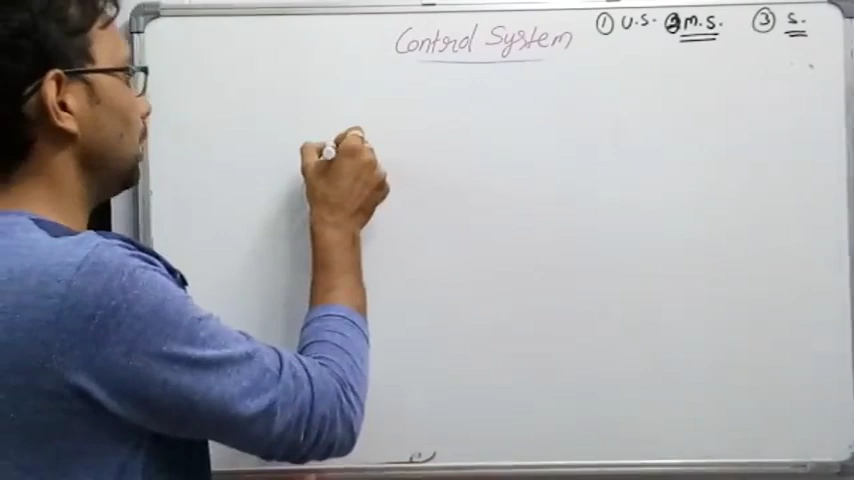 Control System
① U.S. ② M.S. ③ S.